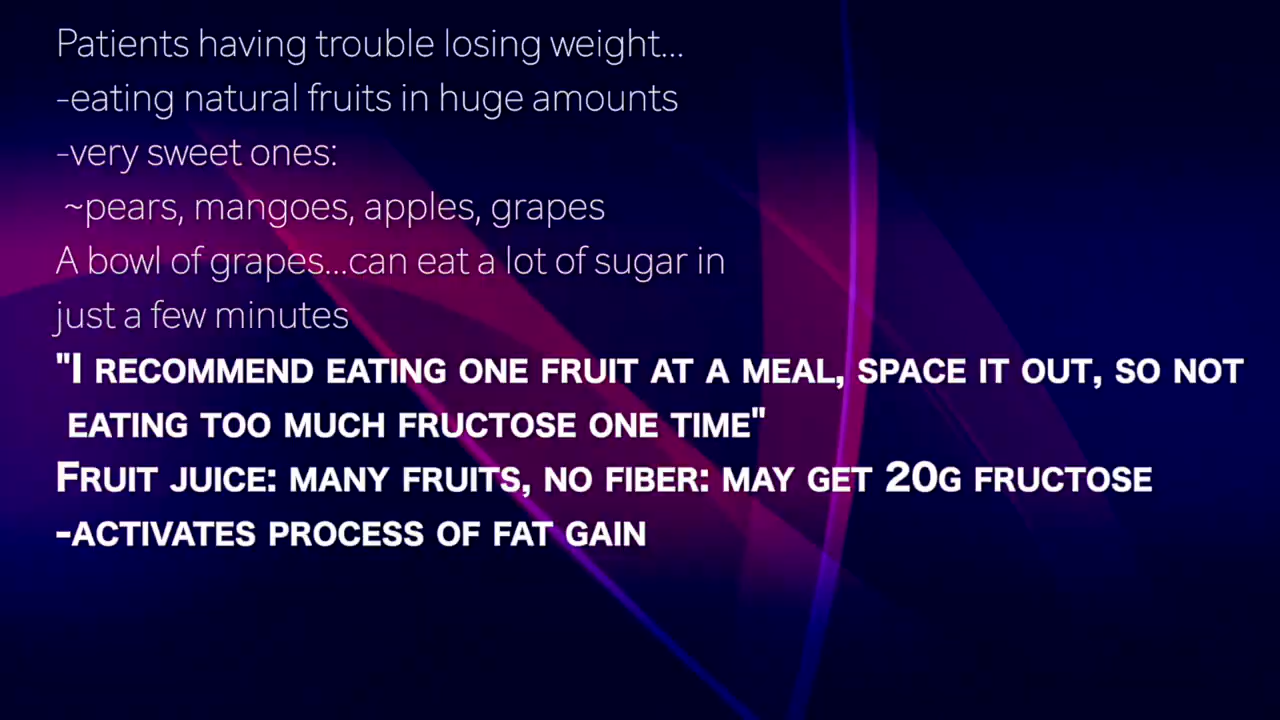 Patients having trouble losing weight...
-eating natural fruits in huge amounts
-very sweet ones:
~pears, mangoes, apples, grapes
A bowl of grapes...can eat a lot of sugar in
just a few minutes
"I RECOMMEND EATING ONE FRUIT AT A MEAL, SPACE IT OUT, SO NOT
EATING TOO MUCH FRUCTOSE ONE TIME"
FRUIT JUICE: MANY FRUITS, NO FIBER: MAY GET 20G FRUCTOSE
-ACTIVATES PROCESS OF FAT GAIN